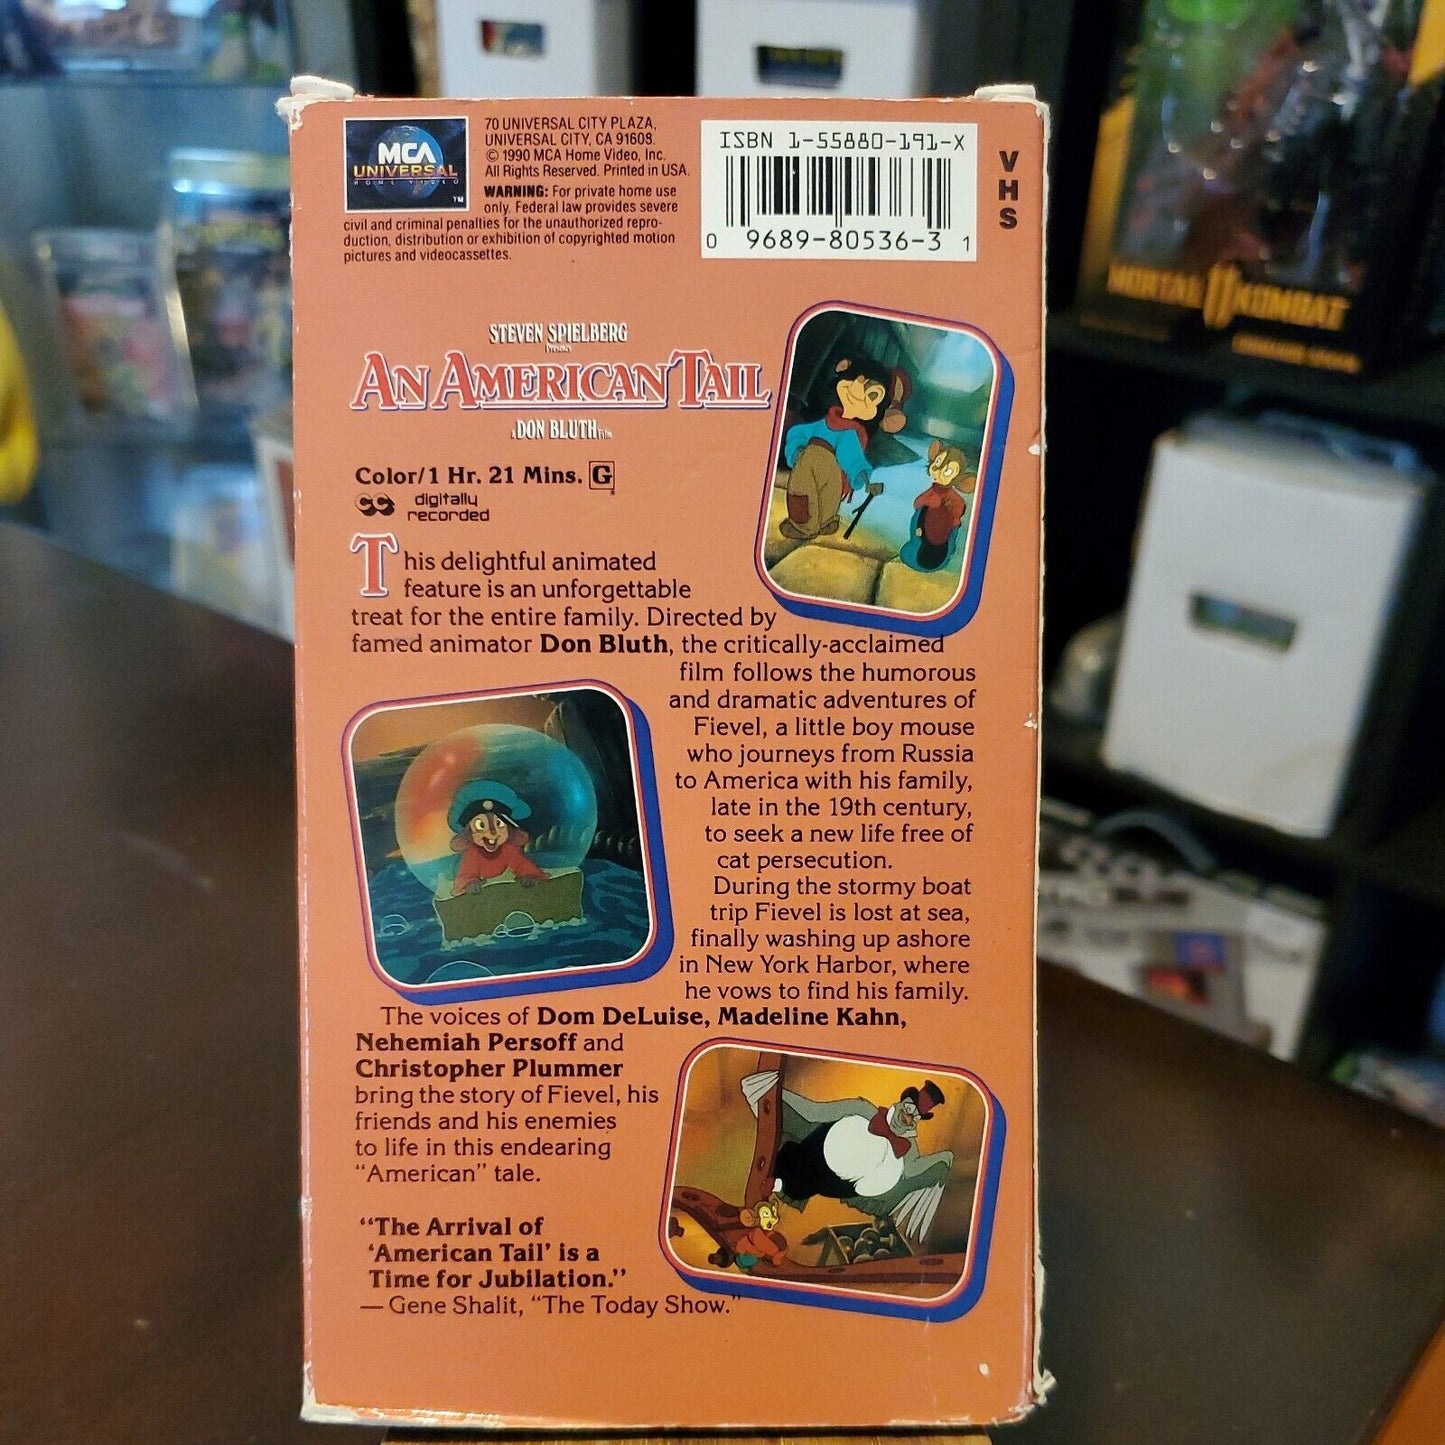 MCA
UNIVERSAL
HOME VIDEO
TM
70 UNIVERSAL CITY PLAZA,
UNIVERSAL CITY, CA 91608.
© 1990 MCA Home Video, Inc.
All Rights Reserved. Printed in USA.
WARNING: For private home use
only. Federal law provides severe
civil and criminal penalties for the unauthorized repro-
duction, distribution or exhibition of copyrighted motion
pictures and videocassettes.
ISBN 1-55880-191-X
0 9689-80536-3 1
VHS
STEVEN SPIELBERG
Presents
AN AMERICAN TAIL
A DON BLUTH Film
Color/1 Hr. 21 Mins. G
CC digitally
recorded
This delightful animated
feature is an unforgettable
treat for the entire family. Directed by
famed animator Don Bluth, the critically-acclaimed
film follows the humorous
and dramatic adventures of
Fievel, a little boy mouse
who journeys from Russia
to America with his family,
late in the 19th century,
to seek a new life free of
cat persecution.
During the stormy boat
trip Fievel is lost at sea,
finally washing up ashore
in New York Harbor, where
he vows to find his family.
The voices of Dom DeLuise, Madeline Kahn,
Nehemiah Persoff and
Christopher Plummer
bring the story of Fievel, his
friends and his enemies
to life in this endearing
"American" tale.
"The Arrival of
'American Tail' is a
Time for Jubilation."
— Gene Shalit, "The Today Show."
MORTAL 11 KOMBAT